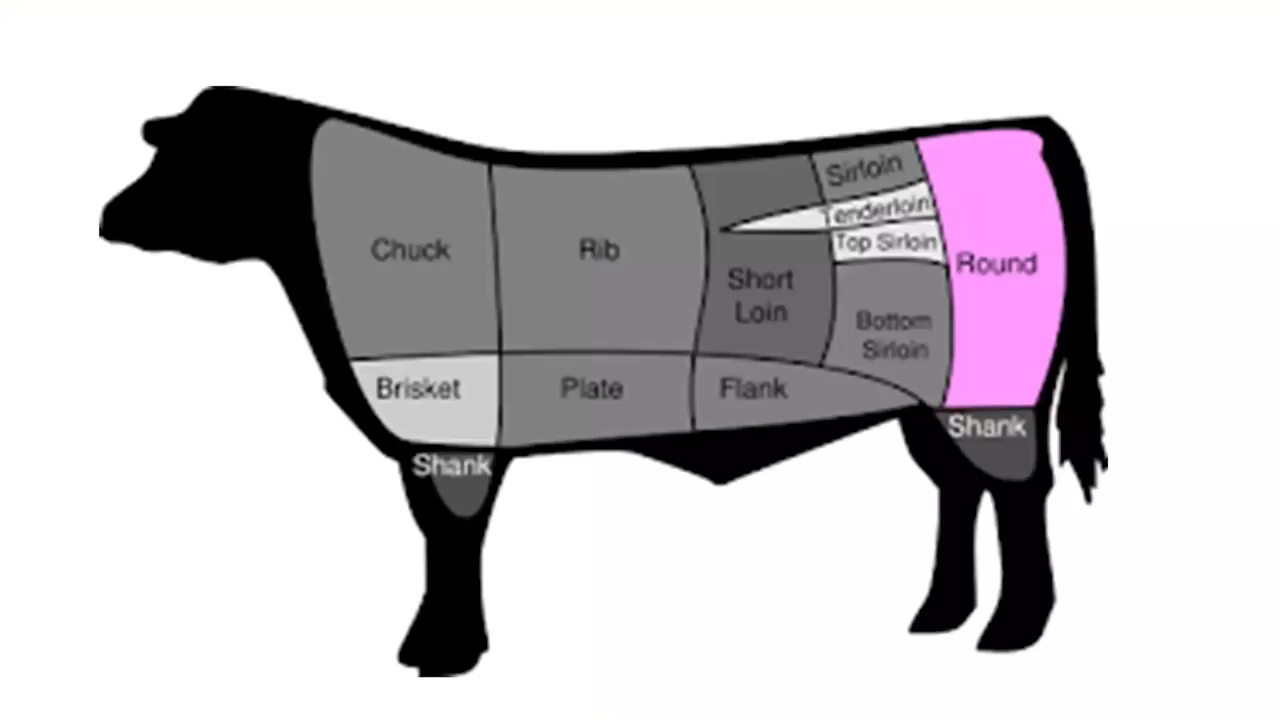 Sirloin
Tenderloin
Top Sirloin
Chuck
Rib
Round
Short
Loin
Bottom
Sirloin
Brisket
Plate
Flank
Shank
Shank